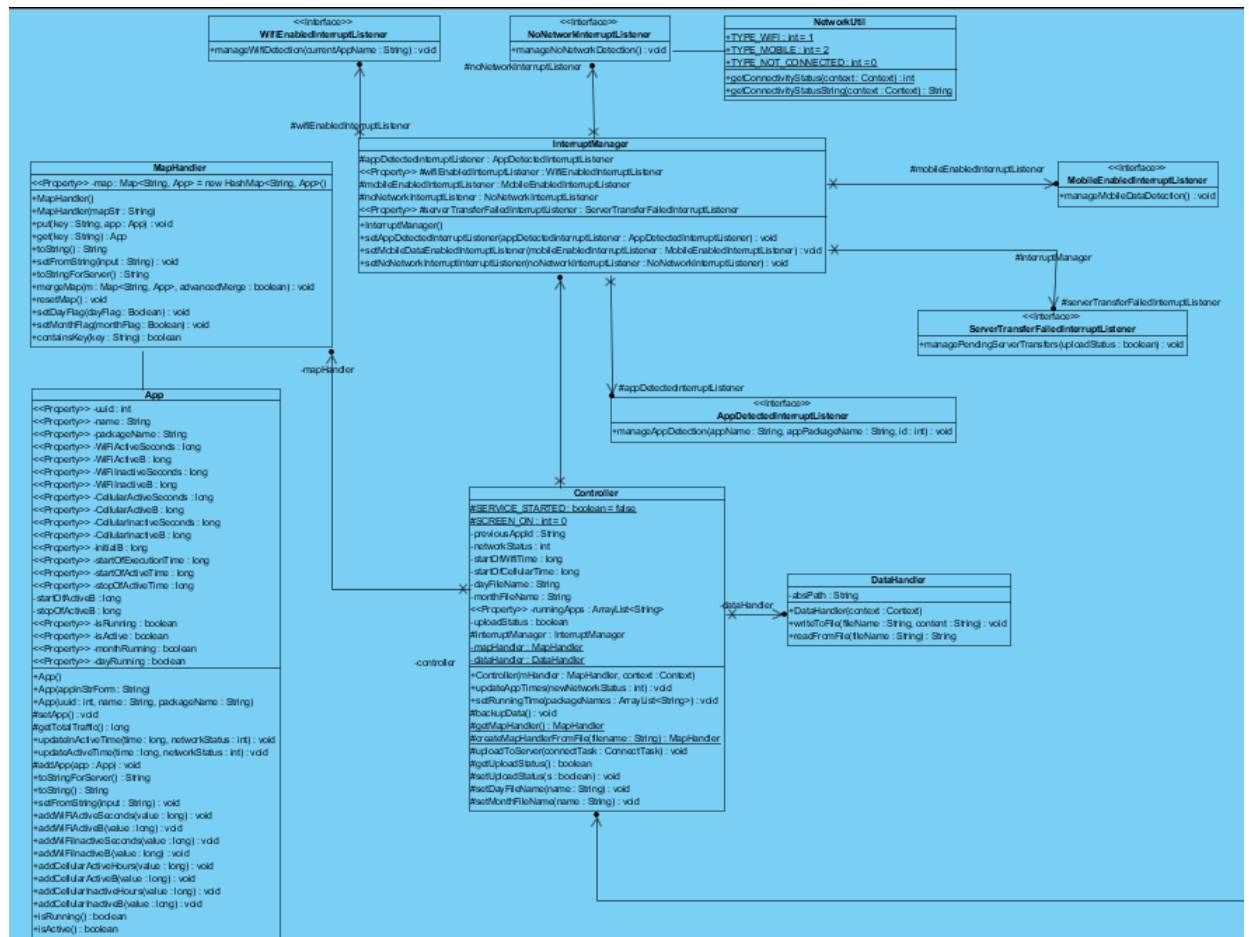 <<Interface>>
WifiEnabledInterruptListener
+manageWifiDetection(currentAppName : String) : void
<<Interface>>
NoNetworkInterruptListener
+manageNoNetworkDetection() : void
NetworkUtil
+TYPE_WIFI : int = 1
+TYPE_MOBILE : int = 2
+TYPE_NOT_CONNECTED : int = 0
+getConnectivityStatus(context : Context) : int
+getConnectivityStatusString(context : Context) : String
#noNetworkInterruptListener
#wifiEnabledInterruptListener
InterruptManager
#appDetectedInterruptListener : AppDetectedInterruptListener
<<Property>> #wifiEnabledInterruptListener : WifiEnabledInterruptListener
#mobileEnabledInterruptListener : MobileEnabledInterruptListener
#noNetworkInterruptListener : NoNetworkInterruptListener
<<Property>> #serverTransferFailedInterruptListener : ServerTransferFailedInterruptListener
+InterruptManager()
+setAppDetectedInterruptListener(appDetectedInterruptListener : AppDetectedInterruptListener) : void
+setMobileDataEnabledInterruptListener(mobileEnabledInterruptListener : MobileEnabledInterruptListener) : void
+setNoNetworkInterruptInterruptListener(noNetworkInterruptListener : NoNetworkInterruptListener) : void
#mobileEnabledInterruptListener
<<Interface>>
MobileEnabledInterruptListener
+manageMobileDataDetection() : void
#interruptManager
#serverTransferFailedInterruptListener
<<Interface>>
ServerTransferFailedInterruptListener
+managePendingServerTransfers(uploadStatus : boolean) : void
MapHandler
<<Property>> -map : Map<String, App> = new HashMap<String, App>()
+MapHandler()
+MapHandler(mapStr : String)
+put(key : String, app : App) : void
+get(key : String) : App
+toString() : String
+setFromString(input : String) : void
+toStringForServer() : String
+mergeMap(m : Map<String, App>, advancedMerge : boolean) : void
+resetMap() : void
+setDayFlag(dayFlag : Boolean) : void
+setMonthFlag(monthFlag : Boolean) : void
+containsKey(key : String) : boolean
-mapHandler
#appDetectedInterruptListener
<<Interface>>
AppDetectedInterruptListener
+manageAppDetection(appName : String, appPackageName : String, id : int) : void
App
<<Property>> -uuid : int
<<Property>> -name : String
<<Property>> -packageName : String
<<Property>> -WiFiActiveSeconds : long
<<Property>> -WiFiActiveB : long
<<Property>> -WiFiInactiveSeconds : long
<<Property>> -WiFiInactiveB : long
<<Property>> -CellularActiveSeconds : long
<<Property>> -CellularActiveB : long
<<Property>> -CellularInactiveSeconds : long
<<Property>> -CellularInactiveB : long
<<Property>> -initialB : long
<<Property>> -startOfExecutionTime : long
<<Property>> -startOfActiveTime : long
<<Property>> -stopOfActiveTime : long
-startOfActiveB : long
-stopOfActiveB : long
<<Property>> -isRunning : boolean
<<Property>> -isActive : boolean
<<Property>> -monthRunning : boolean
<<Property>> -dayRunning : boolean
+App()
+App(appInStrForm : String)
+App(uuid : int, name : String, packageName : String)
#setApp() : void
#getTotalTraffic() : long
+updateInActiveTime(time : long, networkStatus : int) : void
+updateActiveTime(time : long, networkStatus : int) : void
#addApp(app : App) : void
+toStringForServer() : String
+toString() : String
+setFromString(input : String) : void
+addWiFiActiveSeconds(value : long) : void
+addWiFiActiveB(value : long) : void
+addWiFiInactiveSeconds(value : long) : void
+addWiFiInactiveB(value : long) : void
+addCellularActiveHours(value : long) : void
+addCellularActiveB(value : long) : void
+addCellularInactiveHours(value : long) : void
+addCellularInactiveB(value : long) : void
+isRunning() : boolean
+isActive() : boolean
Controller
#SERVICE_STARTED : boolean = false
#SCREEN_ON : int = 0
-previousAppId : String
-networkStatus : int
-startOfWifiTime : long
-startOfCellularTime : long
-dayFileName : String
-monthFileName : String
<<Property>> -runningApps : ArrayList<String>
-uploadStatus : boolean
#interruptManager : InterruptManager
-mapHandler : MapHandler
-dataHandler : DataHandler
+Controller(mHandler : MapHandler, context : Context)
+updateAppTimes(newNetworkStatus : int) : void
+setRunningTime(packageNames : ArrayList<String>) : void
#backupData() : void
#getMapHandler() : MapHandler
#createMapHandlerFromFile(filename : String) : MapHandler
#uploadToServer(connectTask : ConnectTask) : void
#getUploadStatus() : boolean
#setUploadStatus(s : boolean) : void
#setDayFileName(name : String) : void
#setMonthFileName(name : String) : void
-controller
-dataHandler
DataHandler
-absPath : String
+DataHandler(context : Context)
+writeToFile(fileName : String, content : String) : void
+readFromFile(fileName : String) : String